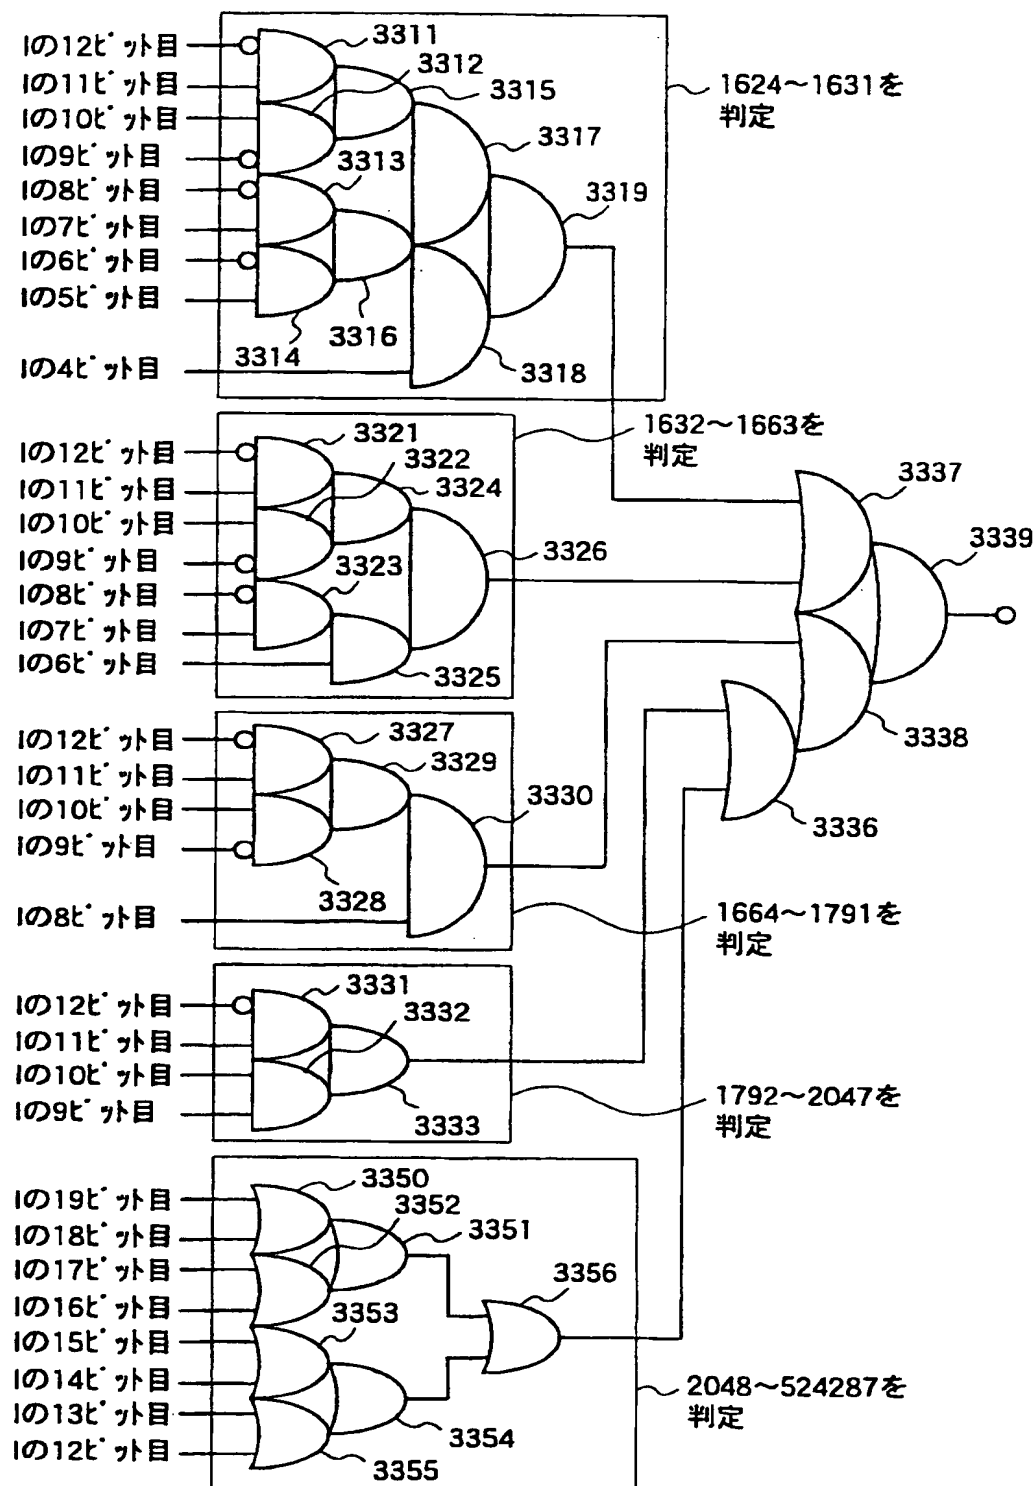 Iの12ビット目
Iの11ビット目
Iの10ビット目
Iの9ビット目
Iの8ビット目
Iの7ビット目
Iの6ビット目
Iの5ビット目
Iの4ビット目
3311
3312
3315
3313
3317
3319
3316
3314
3318
1624～1631を
判定
Iの12ビット目
Iの11ビット目
Iの10ビット目
Iの9ビット目
Iの8ビット目
Iの7ビット目
Iの6ビット目
3321
3322
3324
3323
3326
3325
1632～1663を
判定
3337
3339
3338
3336
Iの12ビット目
Iの11ビット目
Iの10ビット目
Iの9ビット目
Iの8ビット目
3327
3329
3330
3328
1664～1791を
判定
Iの12ビット目
Iの11ビット目
Iの10ビット目
Iの9ビット目
3331
3332
3333
1792～2047を
判定
Iの19ビット目
Iの18ビット目
Iの17ビット目
Iの16ビット目
Iの15ビット目
Iの14ビット目
Iの13ビット目
Iの12ビット目
3350
3352
3351
3353
3356
3354
3355
2048～524287を
判定